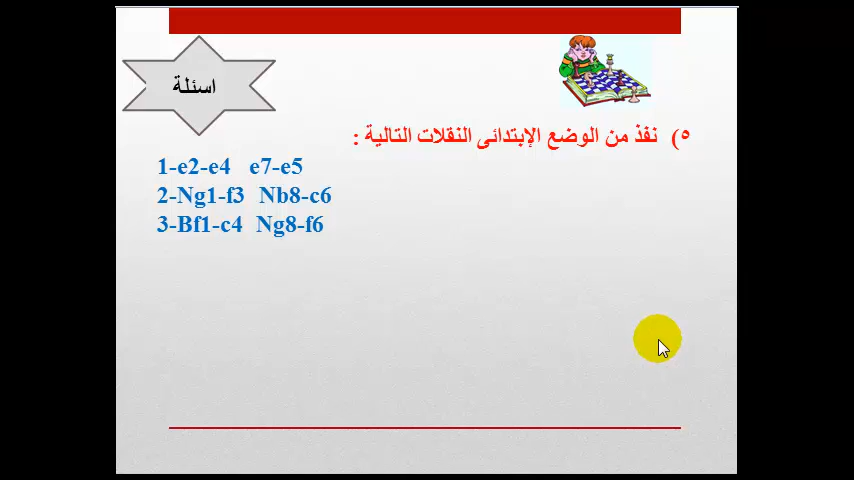 اسئلة
٥) نفذ من الوضع الإبتدائى النقلات التالية :
1-e2-e4 e7-e5
2-Ng1-f3 Nb8-c6
3-Bf1-c4 Ng8-f6